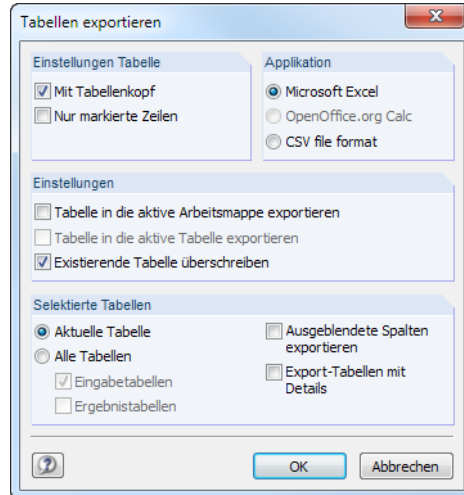 Tabellen exportieren
Einstellungen Tabelle
Mit Tabellenkopf
Nur markierte Zeilen
Applikation
Microsoft Excel
OpenOffice.org Calc
CSV file format
Einstellungen
Tabelle in die aktive Arbeitsmappe exportieren
Tabelle in die aktive Tabelle exportieren
Existierende Tabelle überschreiben
Selektierte Tabellen
Aktuelle Tabelle
Alle Tabellen
Eingabetabellen
Ergebnistabellen
Ausgeblendete Spalten
exportieren
Export-Tabellen mit
Details
OK
Abbrechen